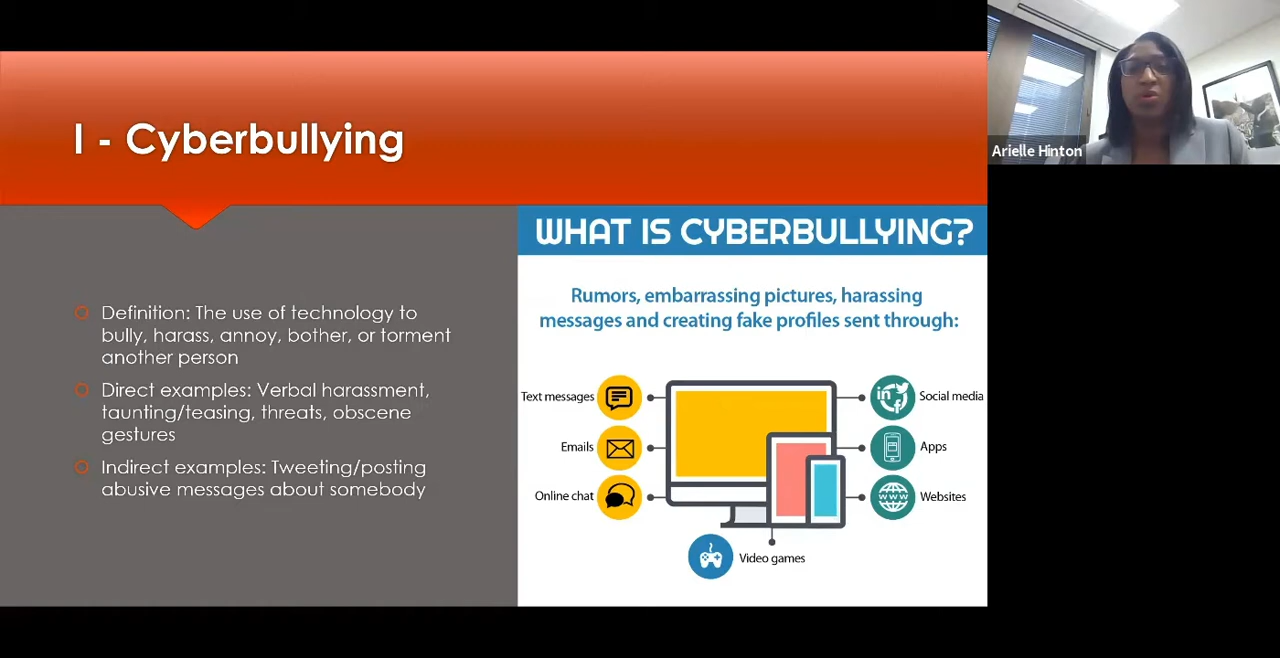 I - Cyberbullying
Arielle Hinton
Definition: The use of technology to
bully, harass, annoy, bother, or torment
another person
Direct examples: Verbal harassment,
taunting/teasing, threats, obscene
gestures
Indirect examples: Tweeting/posting
abusive messages about somebody
WHAT IS CYBERBULLYING?
Rumors, embarrassing pictures, harassing
messages and creating fake profiles sent through:
Text messages
Emails
Online chat
in
f
Social media
Apps
WWW
Websites
Video games